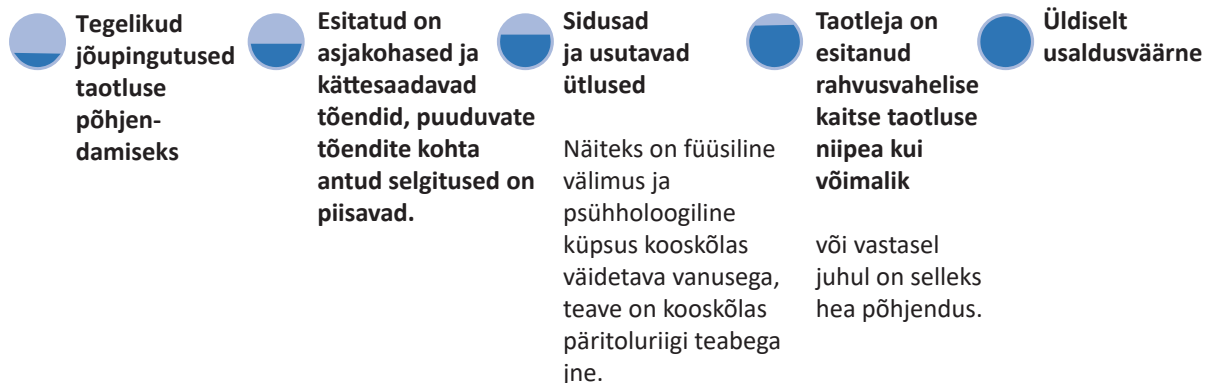 Tegelikud
jõupingutused
taotluse
põhjen-
damiseks
Esitatud on
asjakohased ja
kättesaadavad
tõendid, puuduvate
tõendite kohta
antud selgitused on
piisavad.
Sidusad
ja usutavad
ütlused
Näiteks on füüsiline
välimus ja
psühholoogiline
küpsus kooskõlas
väidetava vanusega,
teave on kooskõlas
päritoluriigi teabega
jne.
Taotleja on
esitanud
rahvusvahelise
kaitse taotluse
niipea kui
võimalik
või vastasel
juhul on selleks
hea põhjendus.
Üldiselt
usaldusväärne